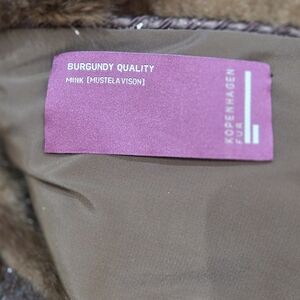 BURGUNDY QUALITY
MINK [MUSTELA VISON]
KOPENHAGEN
FUR